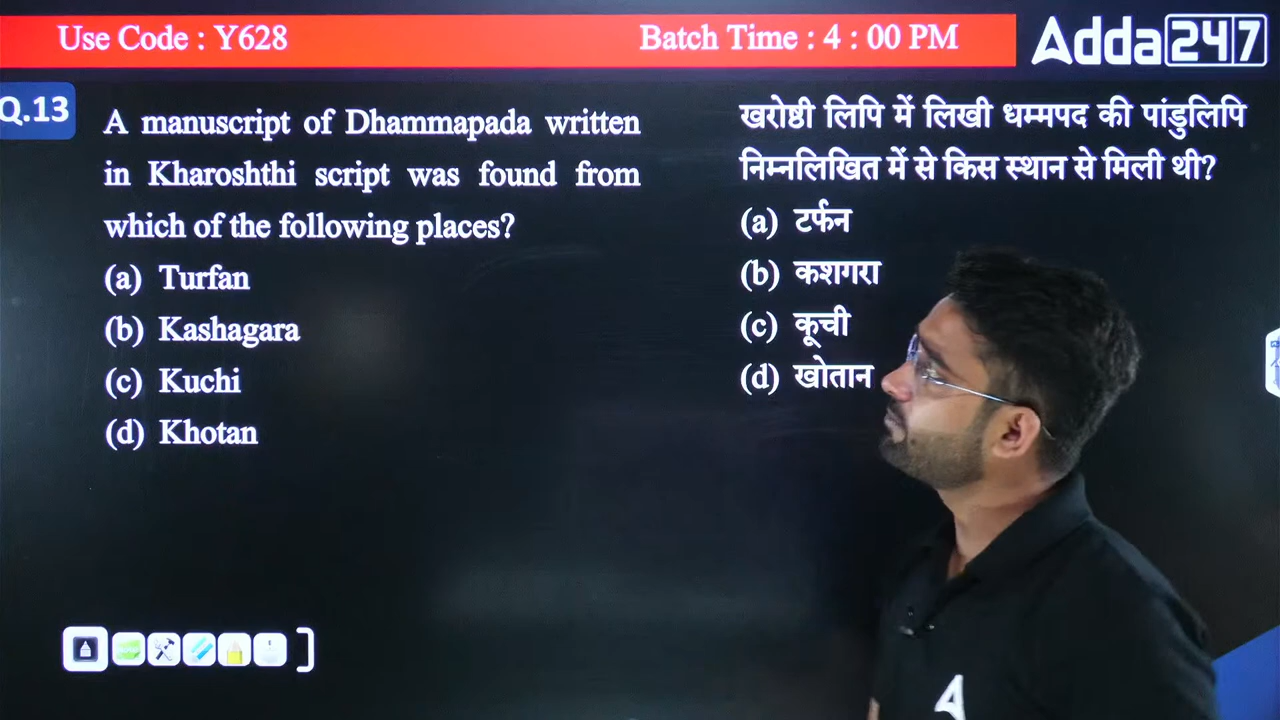 Use Code : Y628
Batch Time : 4 : 00 PM
Adda247
Q.13
A manuscript of Dhammapada written
in Kharoshthi script was found from
which of the following places?
(a) Turfan
(b) Kashagara
(c) Kuchi
(d) Khotan
खरोष्ठी लिपि में लिखी धम्मपद की पांडुलिपि
निम्नलिखित में से किस स्थान से मिली थी?
(a) टर्फन
(b) कशगरा
(c) कूची
(d) खोतान